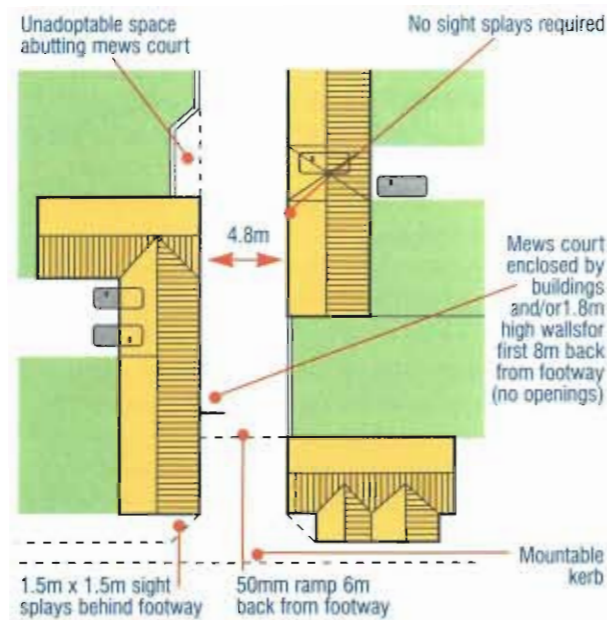 Unadoptable space
abutting mews court
No sight splays required
4.8m
Mews court
enclosed by
buildings
and/or1.8m
high wallsfor
first 8m back
from footway
(no openings)
Mountable
kerb
1.5m x 1.5m sight
splays behind footway
50mm ramp 6m
back from footway